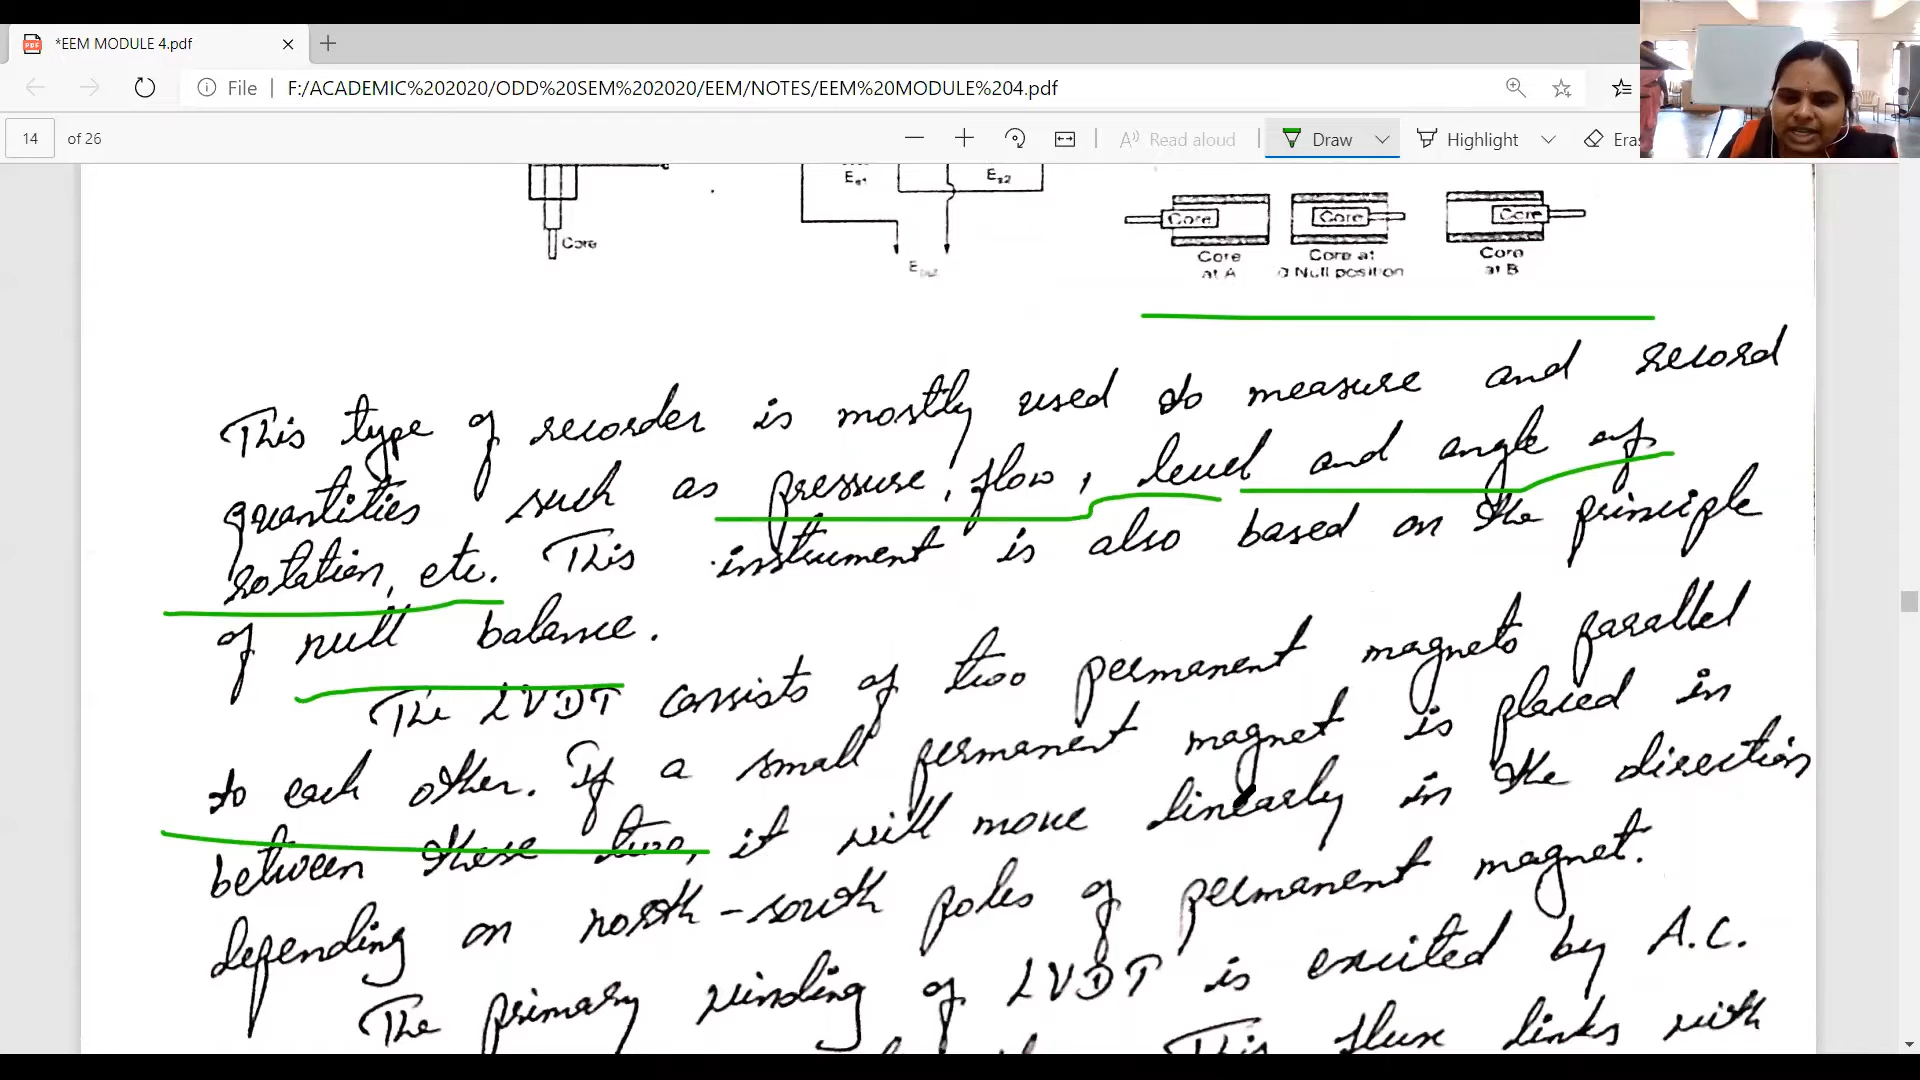 *EEM MODULE 4.pdf
File F:/ACADEMIC%202020/ODD%20SEM%202020/EEM/NOTES/EEM%20MODULE%204.pdf
14 of 26 Read aloud Draw Highlight
Es1 Es2
Core Core Core
Core
Core at A
Core at
O Null position
Core at B
This type of recorder is mostly used to measure and record
quantities such as pressure, flow, level and angle of
rotation, etc. This instrument is also based on the principle
of null balance.
The LVDT consists of two permanent magnets parallel
to each other. If a small permanent magnet is placed in
between these two, it will move linearly in the direction
depending on north-south poles of permanent magnet.
The primary winding of LVDT is excited by A.C.
This flux links with